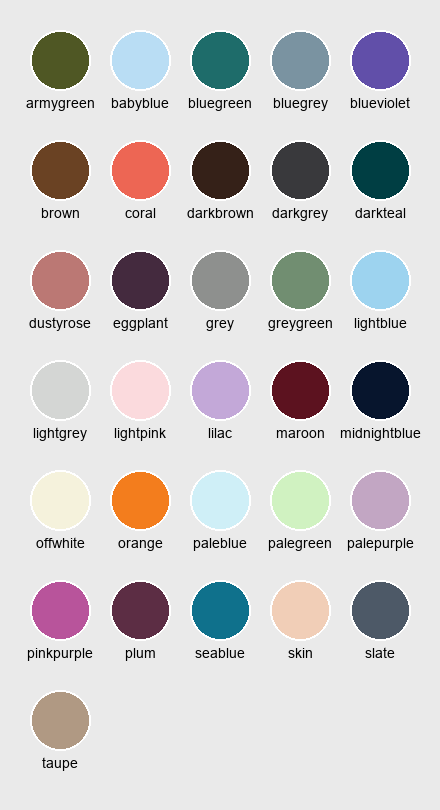 armygreen babyblue bluegreen bluegrey blueviolet
brown coral darkbrown darkgrey darkteal
dustyrose eggplant grey greygreen lightblue
lightgrey lightpink lilac maroon midnightblue
offwhite orange paleblue palegreen palepurple
pinkpurple plum seablue skin slate
taupe